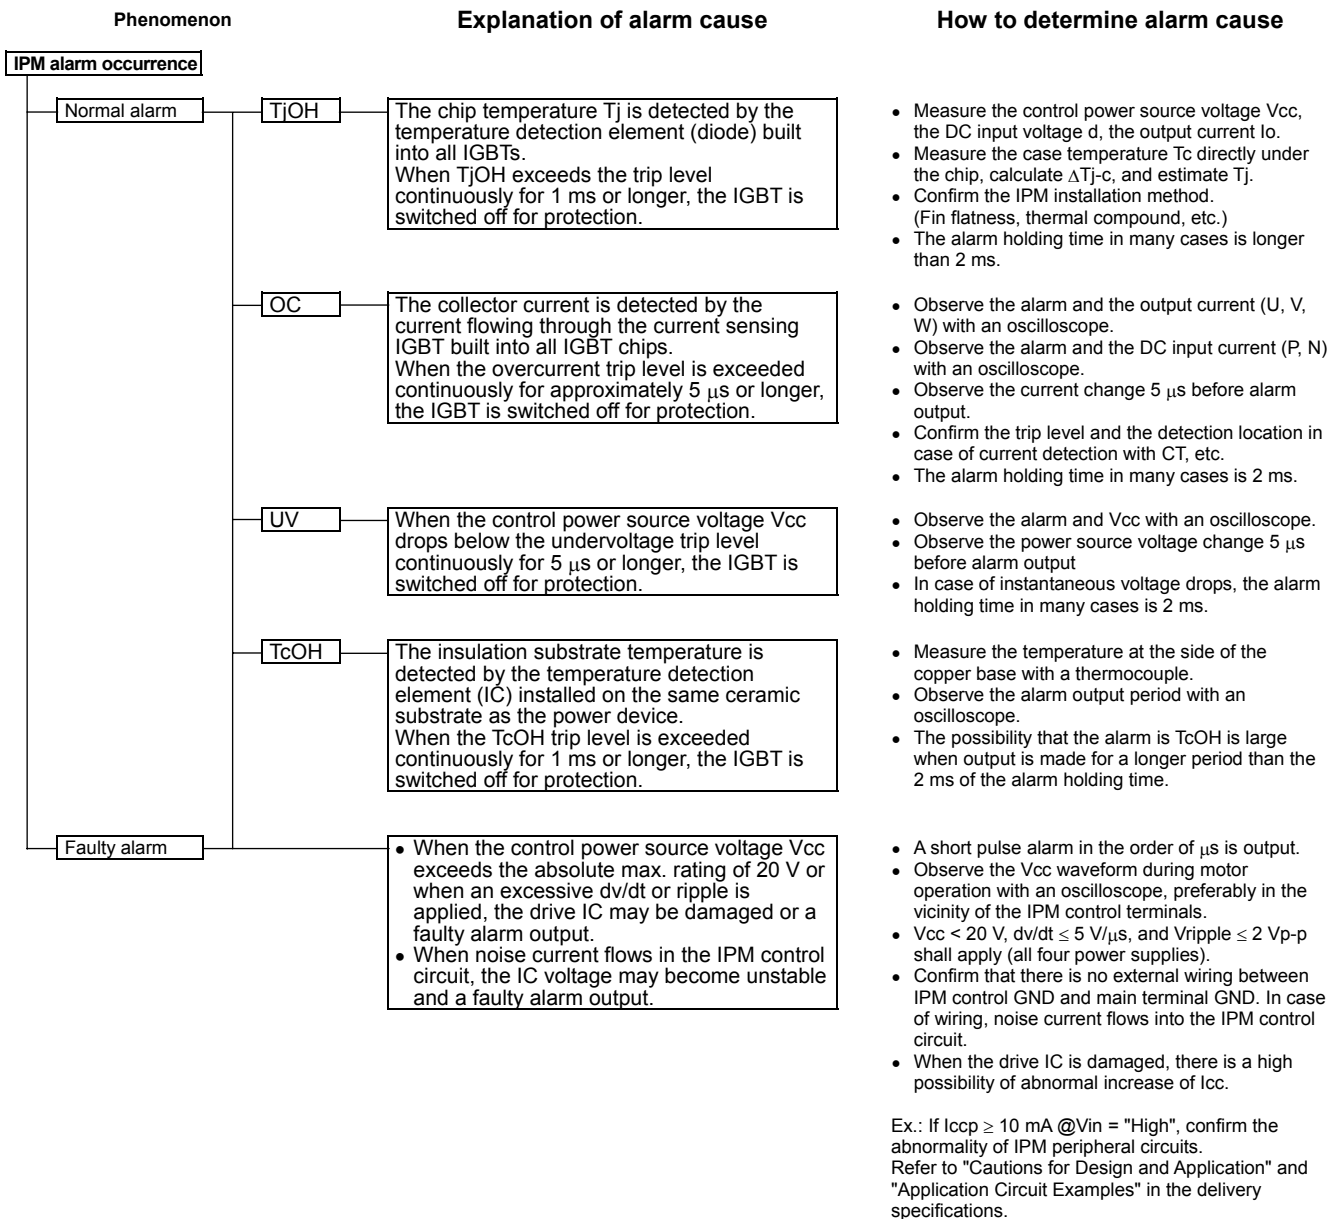 Phenomenon
Explanation of alarm cause
How to determine alarm cause
IPM alarm occurrence
Normal alarm
TjOH
The chip temperature Tj is detected by the
temperature detection element (diode) built
into all IGBTs.
When TjOH exceeds the trip level
continuously for 1 ms or longer, the IGBT is
switched off for protection.
• Measure the control power source voltage Vcc,
the DC input voltage d, the output current Io.
• Measure the case temperature Tc directly under
the chip, calculate ΔTj-c, and estimate Tj.
• Confirm the IPM installation method.
(Fin flatness, thermal compound, etc.)
• The alarm holding time in many cases is longer
than 2 ms.
OC
The collector current is detected by the
current flowing through the current sensing
IGBT built into all IGBT chips.
When the overcurrent trip level is exceeded
continuously for approximately 5 μs or longer,
the IGBT is switched off for protection.
• Observe the alarm and the output current (U, V,
W) with an oscilloscope.
• Observe the alarm and the DC input current (P, N)
with an oscilloscope.
• Observe the current change 5 μs before alarm
output.
• Confirm the trip level and the detection location in
case of current detection with CT, etc.
• The alarm holding time in many cases is 2 ms.
UV
When the control power source voltage Vcc
drops below the undervoltage trip level
continuously for 5 μs or longer, the IGBT is
switched off for protection.
• Observe the alarm and Vcc with an oscilloscope.
• Observe the power source voltage change 5 μs
before alarm output
• In case of instantaneous voltage drops, the alarm
holding time in many cases is 2 ms.
TcOH
The insulation substrate temperature is
detected by the temperature detection
element (IC) installed on the same ceramic
substrate as the power device.
When the TcOH trip level is exceeded
continuously for 1 ms or longer, the IGBT is
switched off for protection.
• Measure the temperature at the side of the
copper base with a thermocouple.
• Observe the alarm output period with an
oscilloscope.
• The possibility that the alarm is TcOH is large
when output is made for a longer period than the
2 ms of the alarm holding time.
Faulty alarm
• When the control power source voltage Vcc
exceeds the absolute max. rating of 20 V or
when an excessive dv/dt or ripple is
applied, the drive IC may be damaged or a
faulty alarm output.
• When noise current flows in the IPM control
circuit, the IC voltage may become unstable
and a faulty alarm output.
• A short pulse alarm in the order of μs is output.
• Observe the Vcc waveform during motor
operation with an oscilloscope, preferably in the
vicinity of the IPM control terminals.
• Vcc < 20 V, dv/dt ≤ 5 V/μs, and Vripple ≤ 2 Vp-p
shall apply (all four power supplies).
• Confirm that there is no external wiring between
IPM control GND and main terminal GND. In case
of wiring, noise current flows into the IPM control
circuit.
• When the drive IC is damaged, there is a high
possibility of abnormal increase of Icc.
Ex.: If Iccp ≥ 10 mA @Vin = "High", confirm the
abnormality of IPM peripheral circuits.
Refer to "Cautions for Design and Application" and
"Application Circuit Examples" in the delivery
specifications.